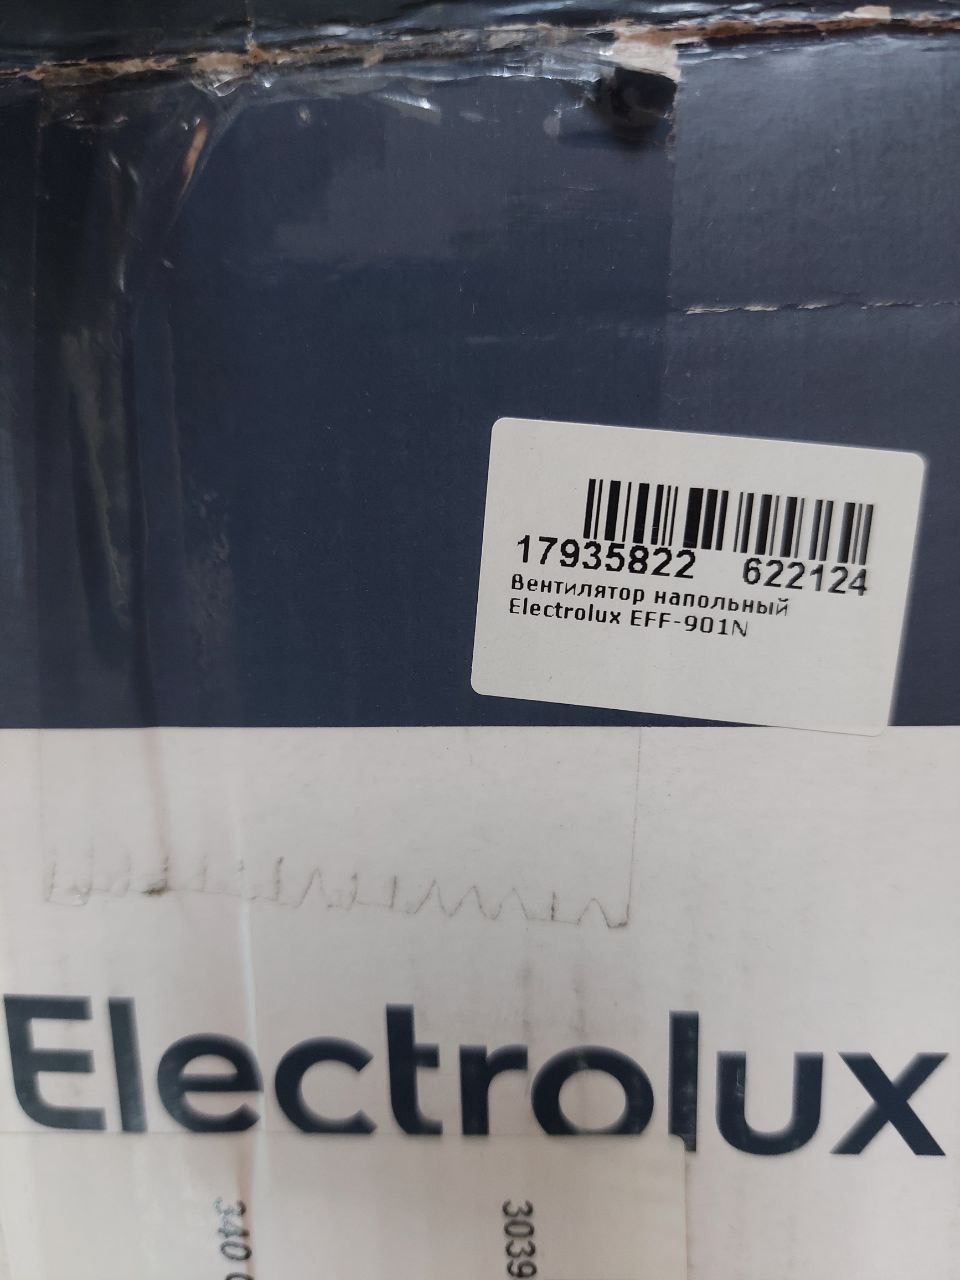 17935822 622124
Вентилятор напольный
Electrolux EFF-901N
Electrolux
340
3039